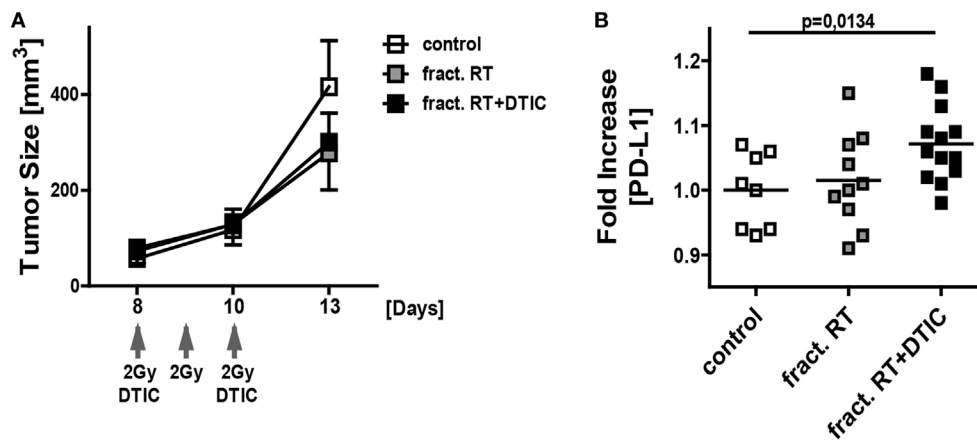 A
Tumor Size [mm³]
400
200
0
8
10
13
[Days]
2Gy
DTIC
2Gy
2Gy
DTIC
control
fract. RT
fract. RT+DTIC
B
p=0,0134
Fold Increase
[PD-L1]
1.2
1.1
1.0
0.9
control
fract. RT
fract. RT+DTIC